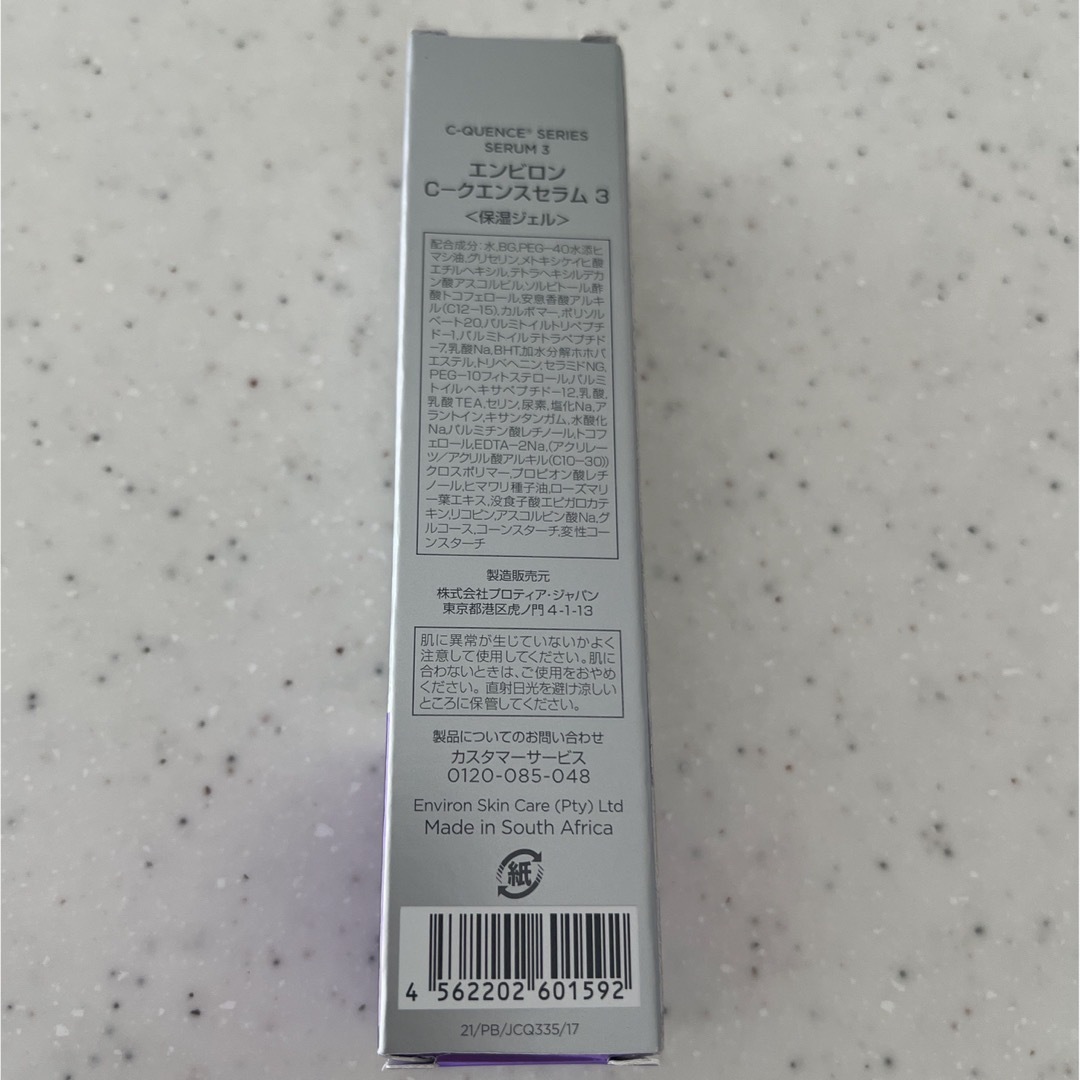 C-QUENCE® SERIES
SERUM 3
エンビロン
C－クエンスセラム 3
＜保湿ジェル＞
配合成分：水,BG,PEG－40水添ヒ
マシ油,グリセリン,メトキシケイヒ酸
エチルヘキシル,テトラヘキシルデカ
ン酸アスコルビル,ソルビトール,酢
酸トコフェロール,安息香酸アルキ
ル(C12－15),カルボマー,ポリソル
ベート20,パルミトイルトリペプチ
ド－1,パルミトイルテトラペプチド
－7,乳酸Na,BHT,加水分解ホホバ
エステル,トリベヘニン,セラミドNG,
PEG－10フィトステロール,パルミ
トイルヘキサペプチド－12,乳酸,
乳酸TEA,セリン,尿素,塩化Na,ア
ラントイン,キサンタンガム,水酸化
Na,パルミチン酸レチノール,トコフ
ェロール,EDTA－2Na,(アクリレー
ツ／アクリル酸アルキル(C10－30))
クロスポリマー,プロピオン酸レチ
ノール,ヒマワリ種子油,ローズマリ
ー葉エキス,没食子酸エピガロカテ
キン,リコピン,アスコルビン酸Na,グ
ルコース,コーンスターチ,変性コー
ンスターチ
製造販売元
株式会社プロティア・ジャパン
東京都港区虎ノ門 4-1-13
肌に異常が生じていないかよく
注意して使用してください。肌に
合わないときは、ご使用をおやめ
ください。直射日光を避け涼しい
ところに保管してください。
製品についてのお問い合わせ
カスタマーサービス
0120-085-048
Environ Skin Care (Pty) Ltd
Made in South Africa
紙
4 562202 601592
21/PB/JCQ335/17